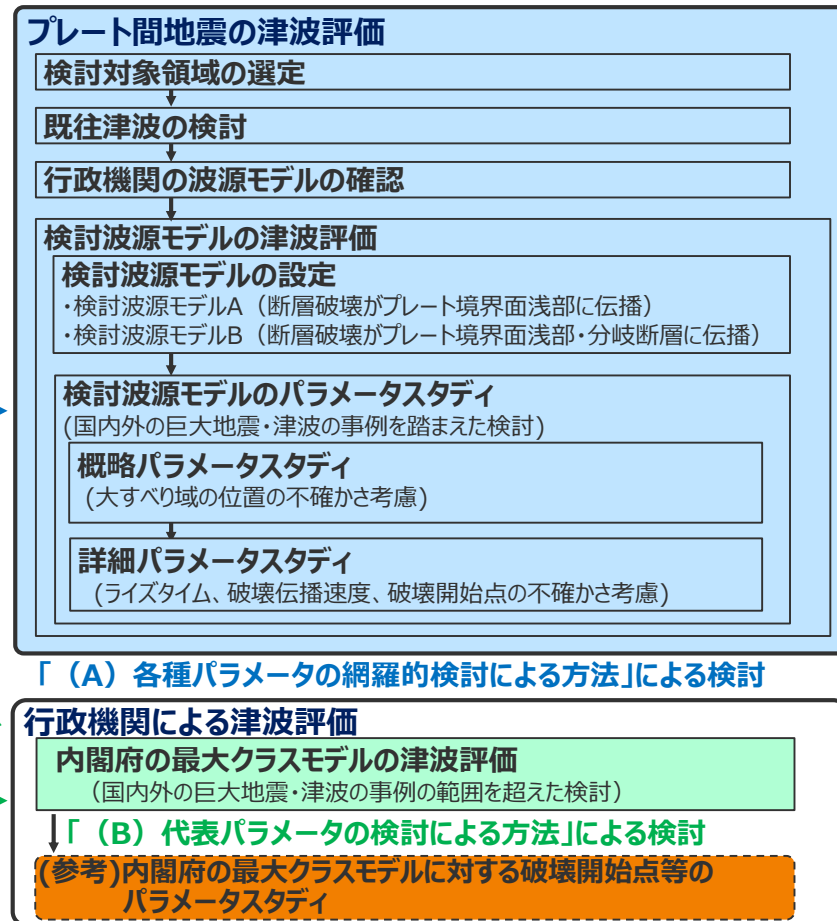 プレート間地震の津波評価
検討対象領域の選定
既往津波の検討
行政機関の波源モデルの確認
検討波源モデルの津波評価
検討波源モデルの設定
・検討波源モデルA（断層破壊がプレート境界面浅部に伝播）
・検討波源モデルB（断層破壊がプレート境界面浅部・分岐断層に伝播）
検討波源モデルのパラメータスタディ
(国内外の巨大地震・津波の事例を踏まえた検討)
概略パラメータスタディ
(大すべり域の位置の不確かさ考慮)
詳細パラメータスタディ
(ライズタイム、破壊伝播速度、破壊開始点の不確かさ考慮)
「（A）各種パラメータの網羅的検討による方法」による検討
行政機関による津波評価
内閣府の最大クラスモデルの津波評価
（国内外の巨大地震・津波の事例の範囲を超えた検討）
「（B）代表パラメータの検討による方法」による検討
(参考)内閣府の最大クラスモデルに対する破壊開始点等の
パラメータスタディ